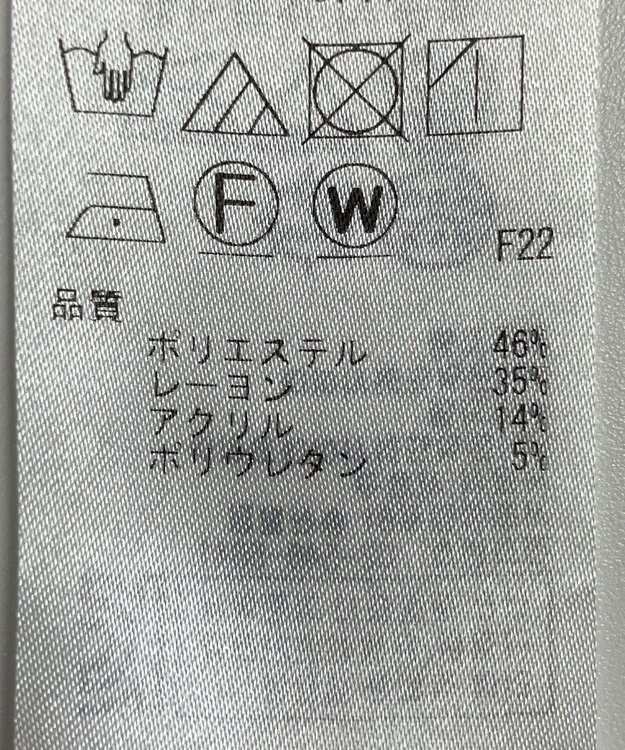 F W
F22
品質
ポリエステル 46%
レーヨン 35%
アクリル 14%
ポリウレタン 5%